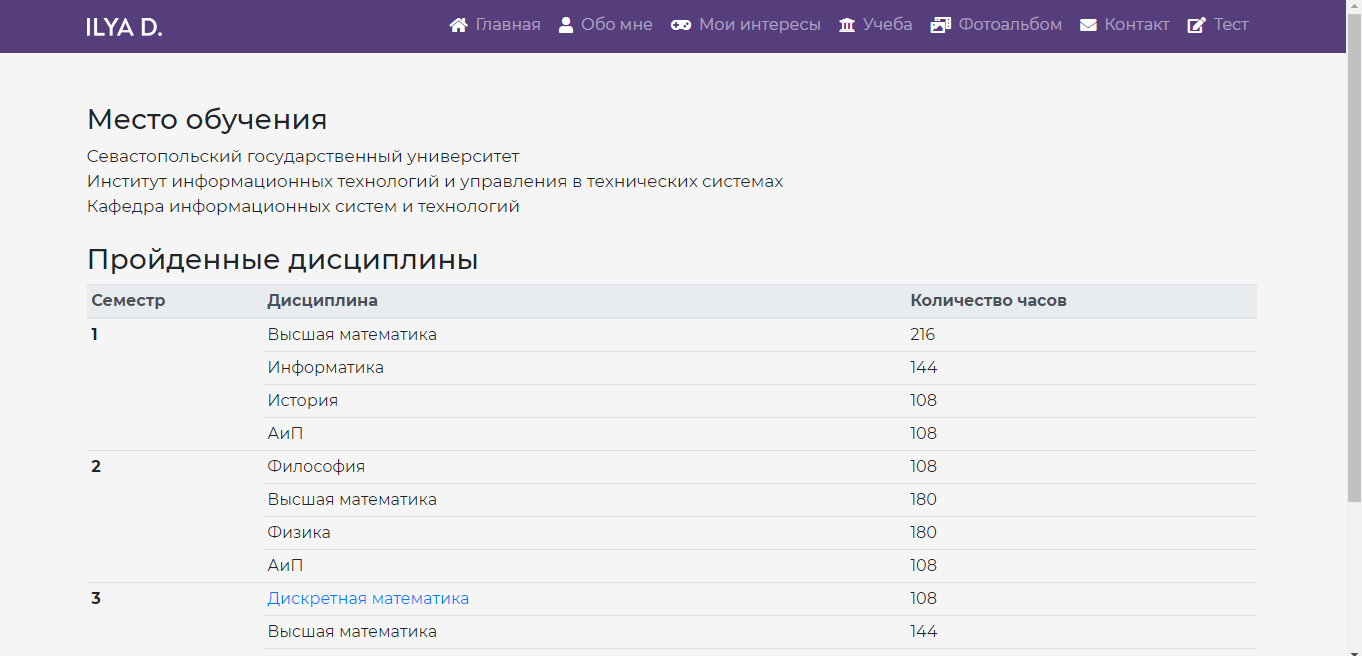 ILYA D. Главная Обо мне Мои интересы Учеба Фотоальбом Контакт Тест
Место обучения
Севастопольский государственный университет
Институт информационных технологий и управления в технических системах
Кафедра информационных систем и технологий
Пройденные дисциплины
Семестр Дисциплина Количество часов
1 Высшая математика 216
Информатика 144
История 108
АиП 108
2 Философия 108
Высшая математика 180
Физика 180
АиП 108
3 Дискретная математика 108
Высшая математика 144